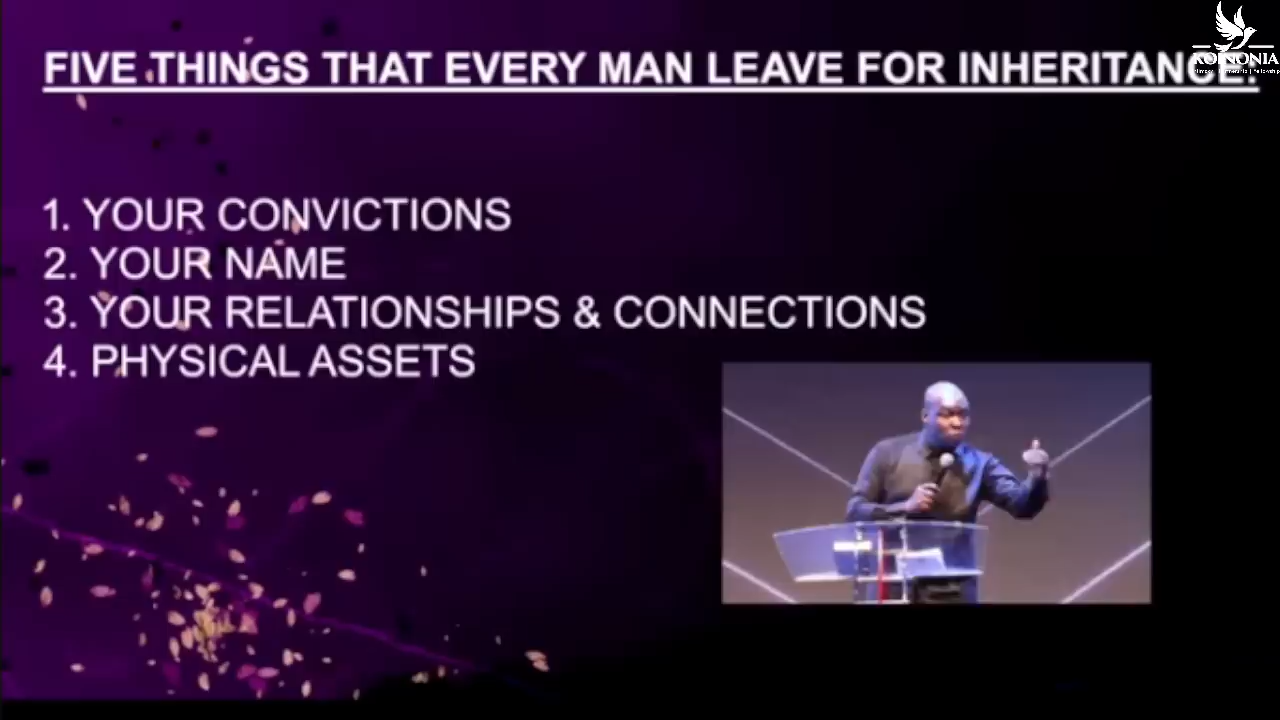 FIVE THINGS THAT EVERY MAN LEAVE FOR INHERITANCE:
KOINONIA
1. YOUR CONVICTIONS
2. YOUR NAME
3. YOUR RELATIONSHIPS & CONNECTIONS
4. PHYSICAL ASSETS